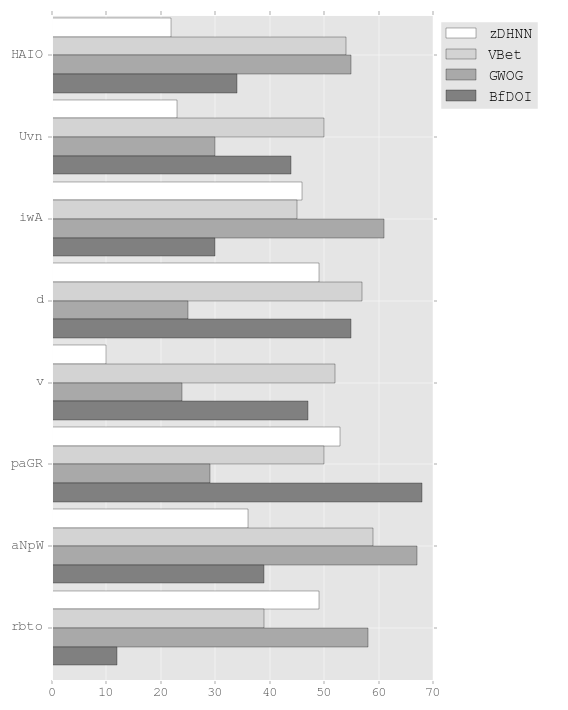 zDHNN
VBet
GWOG
BfDOI
HAIO
Uvn
iwA
d
v
paGR
aNpW
rbto
0 10 20 30 40 50 60 70